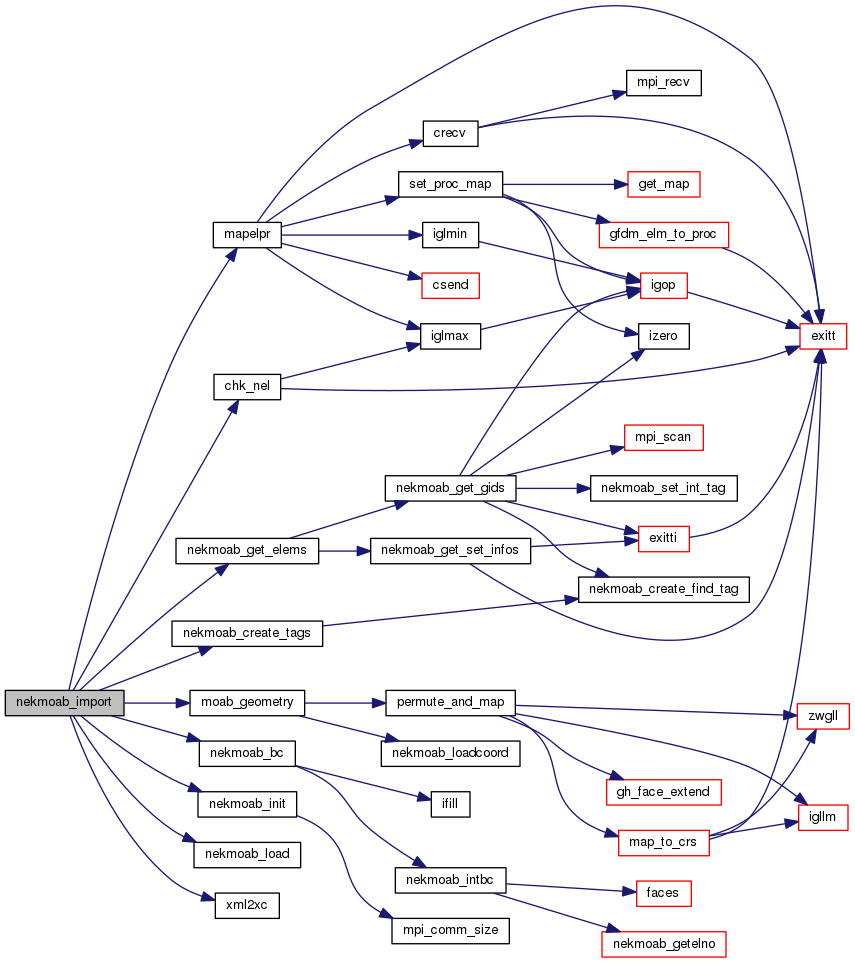 mpi_recv
crecv
set_proc_map
get_map
mapelpr
iglmin
gfdm_elm_to_proc
csend
igop
iglmax
izero
exitt
chk_nel
mpi_scan
nekmoab_get_gids
nekmoab_set_int_tag
exitti
nekmoab_get_elems
nekmoab_get_set_infos
nekmoab_create_find_tag
nekmoab_create_tags
nekmoab_import
moab_geometry
permute_and_map
zwgll
nekmoab_bc
nekmoab_loadcoord
gh_face_extend
nekmoab_init
ifill
igllm
map_to_crs
nekmoab_load
nekmoab_intbc
faces
xml2xc
mpi_comm_size
nekmoab_getelno